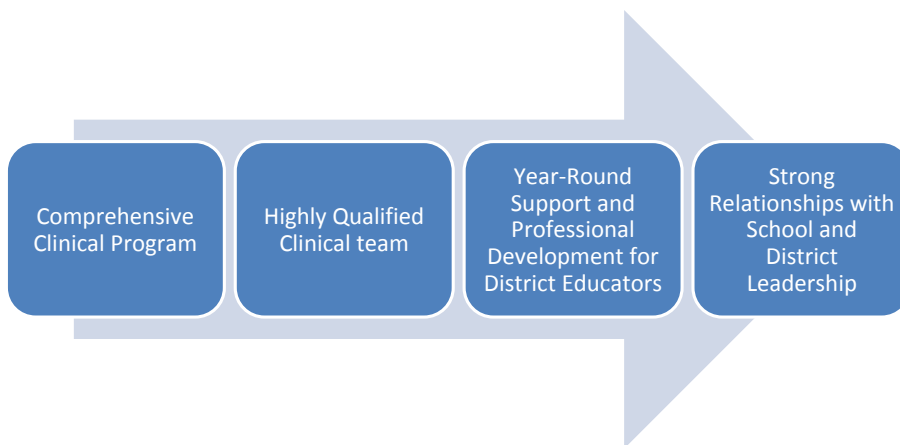 Comprehensive
Clinical Program
Highly Qualified
Clinical team
Year-Round
Support and
Professional
Development for
District Educators
Strong
Relationships with
School and
District
Leadership